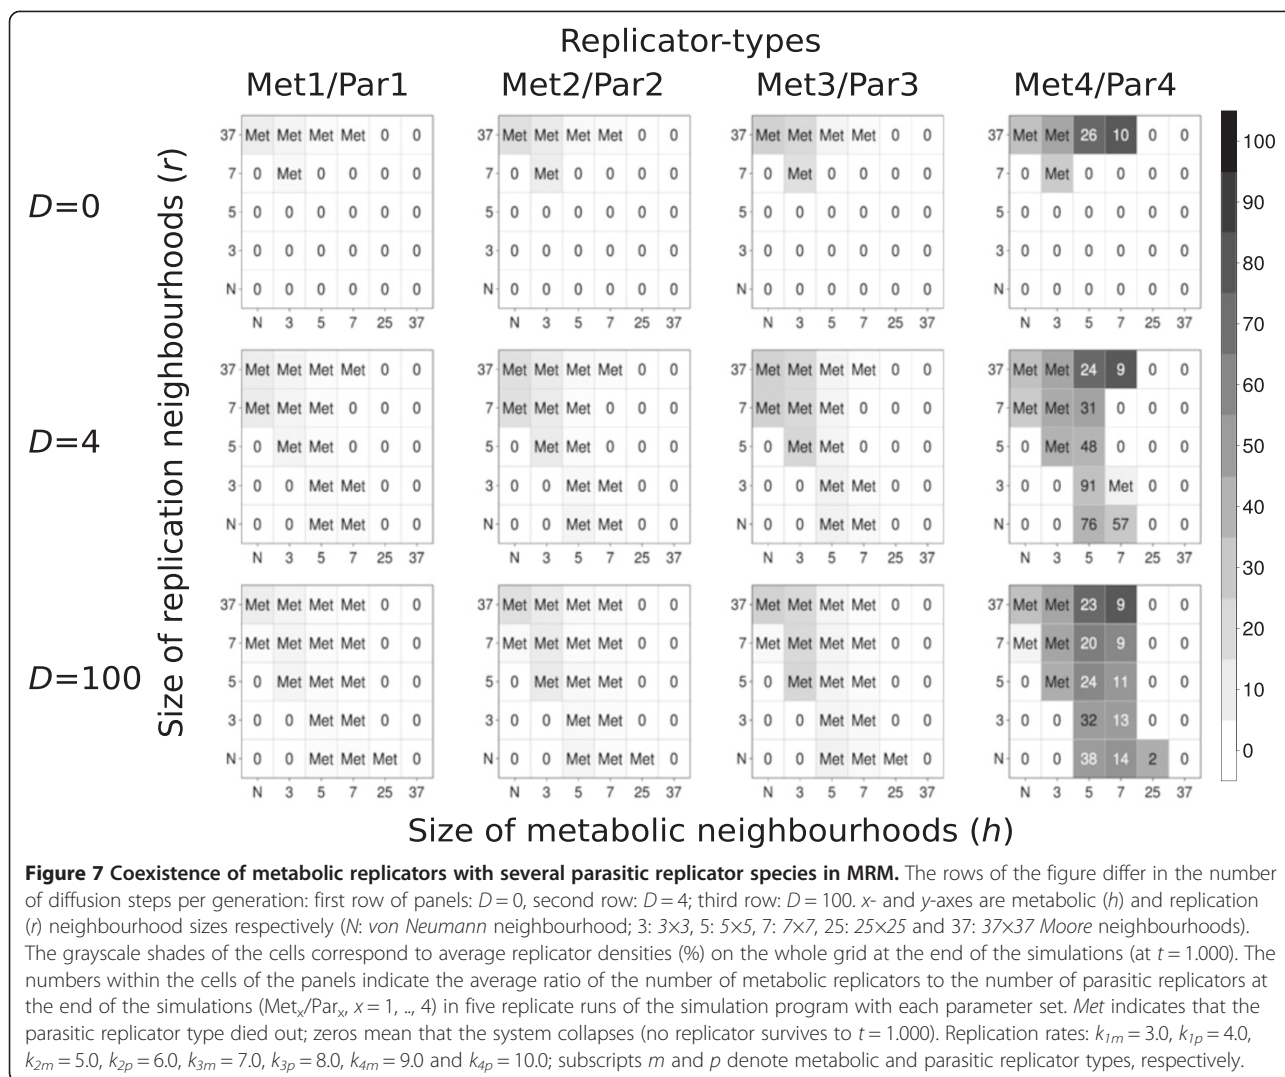 Replicator-types
Met1/Par1 Met2/Par2 Met3/Par3 Met4/Par4
Size of replication neighbourhoods (r)
D=0
37 Met Met Met Met 0 0 37 Met Met Met Met 0 0 37 Met Met Met Met 0 0 37 Met Met 26 10 0 0 100
7 0 Met 0 0 0 0 7 0 Met 0 0 0 0 7 0 Met 0 0 0 0 7 0 Met 0 0 0 0 90
5 0 0 0 0 0 0 5 0 0 0 0 0 0 5 0 0 0 0 0 0 5 0 0 0 0 0 0 80
3 0 0 0 0 0 0 3 0 0 0 0 0 0 3 0 0 0 0 0 0 3 0 0 0 0 0 0
N 0 0 0 0 0 0 N 0 0 0 0 0 0 N 0 0 0 0 0 0 N 0 0 0 0 0 0
N 3 5 7 25 37 N 3 5 7 25 37 N 3 5 7 25 37 N 3 5 7 25 37 70
D=4
37 Met Met Met Met 0 0 37 Met Met Met Met 0 0 37 Met Met Met Met 0 0 37 Met Met 24 9 0 0 60
7 Met Met Met 0 0 0 7 Met Met Met 0 0 0 7 Met Met Met 0 0 0 7 Met Met 31 0 0 0
5 0 Met Met 0 0 0 5 0 Met Met 0 0 0 5 0 Met Met 0 0 0 5 0 Met 48 0 0 0 50
3 0 0 Met Met 0 0 3 0 0 Met Met 0 0 3 0 0 Met Met 0 0 3 0 0 91 Met 0 0 40
N 0 0 Met Met 0 0 N 0 0 Met Met 0 0 N 0 0 Met Met 0 0 N 0 0 76 57 0 0
N 3 5 7 25 37 N 3 5 7 25 37 N 3 5 7 25 37 N 3 5 7 25 37 30
D=100
37 Met Met Met Met 0 0 37 Met Met Met Met 0 0 37 Met Met Met Met 0 0 37 Met Met 23 9 0 0
7 Met Met Met Met 0 0 7 Met Met Met Met 0 0 7 Met Met Met Met 0 0 7 Met Met 20 9 0 0 20
5 0 Met Met Met 0 0 5 0 Met Met Met 0 0 5 0 Met Met Met 0 0 5 0 Met 24 11 0 0 10
3 0 0 Met Met 0 0 3 0 0 Met Met 0 0 3 0 0 Met Met 0 0 3 0 0 32 13 0 0
N 0 0 Met Met Met 0 N 0 0 Met Met Met 0 N 0 0 Met Met Met 0 N 0 0 38 14 2 0 0
N 3 5 7 25 37 N 3 5 7 25 37 N 3 5 7 25 37 N 3 5 7 25 37
Size of metabolic neighbourhoods (h)
Figure 7 Coexistence of metabolic replicators with several parasitic replicator species in MRM. The rows of the figure differ in the number
of diffusion steps per generation: first row of panels: D = 0, second row: D = 4; third row: D = 100. x- and y-axes are metabolic (h) and replication
(r) neighbourhood sizes respectively (N: von Neumann neighbourhood; 3: 3×3, 5: 5×5, 7: 7×7, 25: 25×25 and 37: 37×37 Moore neighbourhoods).
The grayscale shades of the cells correspond to average replicator densities (%) on the whole grid at the end of the simulations (at t = 1.000). The
numbers within the cells of the panels indicate the average ratio of the number of metabolic replicators to the number of parasitic replicators at
the end of the simulations (Metx/Parx, x = 1, .., 4) in five replicate runs of the simulation program with each parameter set. Met indicates that the
parasitic replicator type died out; zeros mean that the system collapses (no replicator survives to t = 1.000). Replication rates: k1m = 3.0, k1p = 4.0,
k2m = 5.0, k2p = 6.0, k3m = 7.0, k3p = 8.0, k4m = 9.0 and k4p = 10.0; subscripts m and p denote metabolic and parasitic replicator types, respectively.